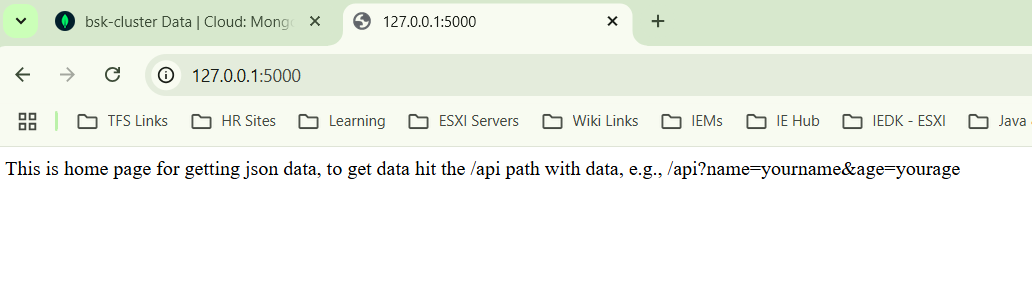 bsk-cluster Data | Cloud: Mong
127.0.0.1:5000
127.0.0.1:5000
TFS Links
HR Sites
Learning
ESXI Servers
Wiki Links
IEMs
IE Hub
IEDK - ESXI
Java
This is home page for getting json data, to get data hit the /api path with data, e.g., /api?name=yourname&age=yourage